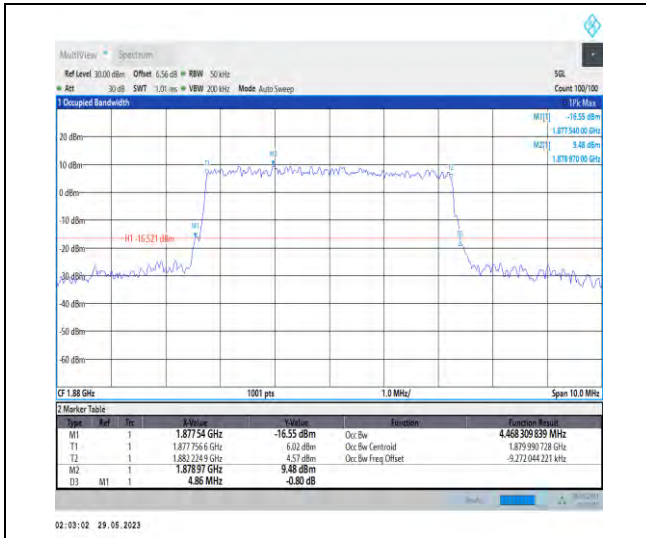 MultiView Spectrum
Ref Level 30.00 dBm Offset 6.56 dB RBW 50 kHz SGL
Att 30 dB SWT 1.01 ms VBW 200 kHz Mode Auto Sweep Count 100/100
1 Occupied Bandwidth 1Pk Max
M1[1] -16.55 dBm
1.877 540 00 GHz
M2[1] 9.48 dBm
1.878 970 00 GHz
20 dBm
10 dBm
0 dBm
-10 dBm
H1 -16.521 dBm
-20 dBm
-30 dBm
-40 dBm
-50 dBm
-60 dBm
T1
M2
T2
M1
D3
CF 1.88 GHz 1001 pts 1.0 MHz/ Span 10.0 MHz
2 Marker Table
Type Ref Trc X-Value Y-Value Function Function Result
M1 1 1.877 54 GHz -16.55 dBm Occ Bw 4.468 309 839 MHz
T1 1 1.877 756 6 GHz 6.02 dBm Occ Bw Centroid 1.879 990 728 GHz
T2 1 1.882 224 9 GHz 4.57 dBm Occ Bw Freq Offset -9.272 044 221 kHz
M2 1 1.878 97 GHz 9.48 dBm
D3 M1 1 4.86 MHz -0.80 dB
02:03:02 29.05.2023